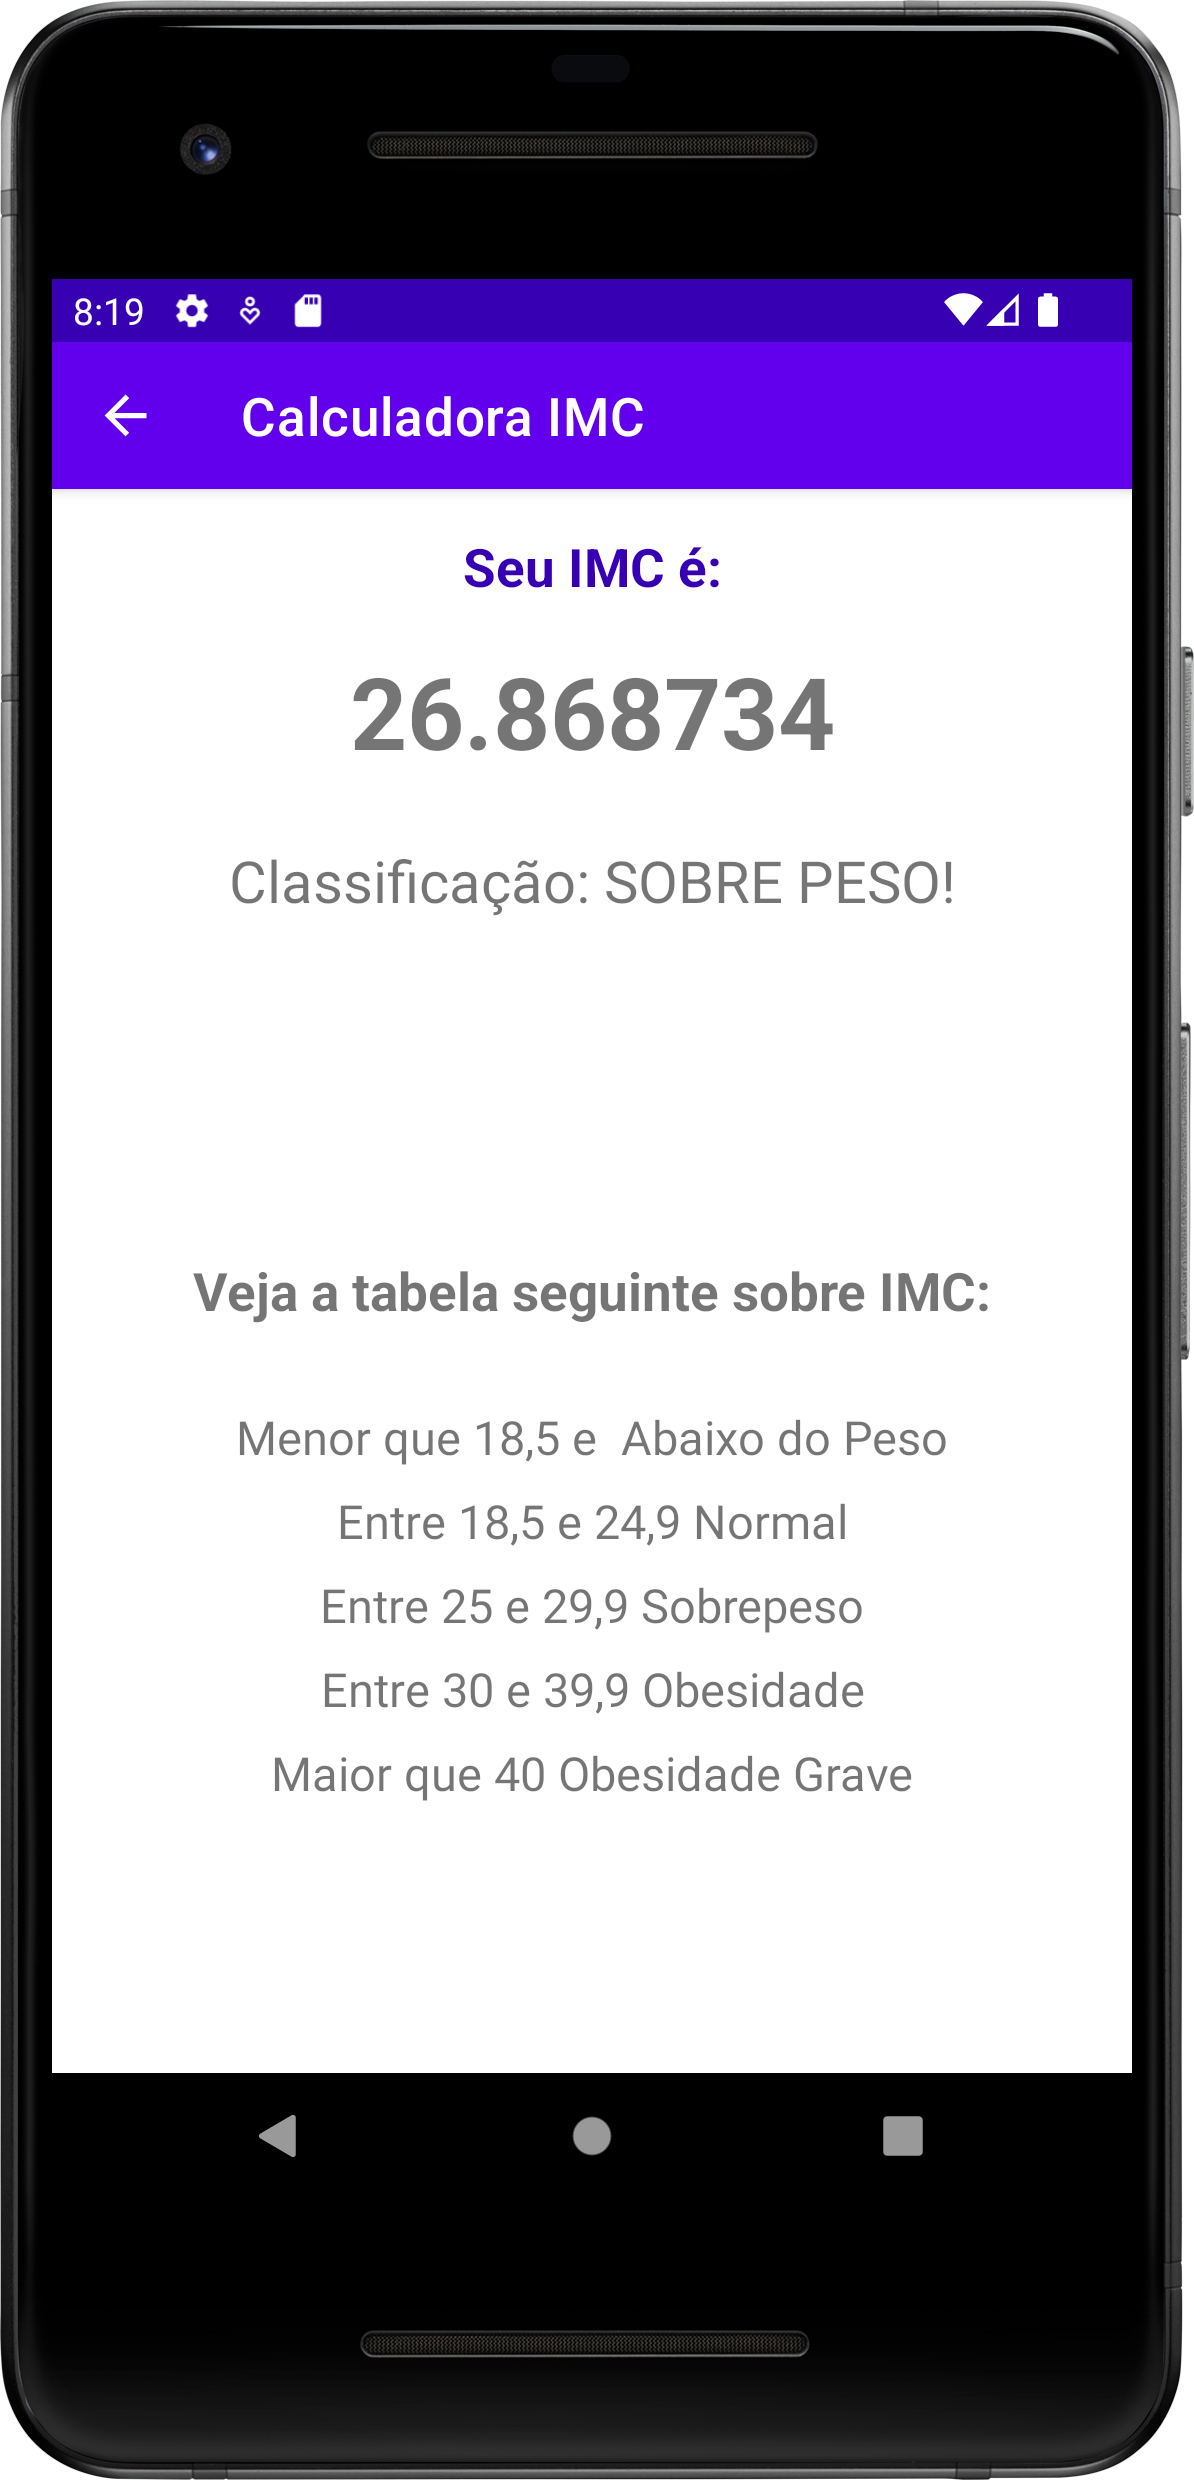 8:19
Calculadora IMC
Seu IMC é:
26.868734
Classificação: SOBRE PESO!
Veja a tabela seguinte sobre IMC:
Menor que 18,5 e  Abaixo do Peso
Entre 18,5 e 24,9 Normal
Entre 25 e 29,9 Sobrepeso
Entre 30 e 39,9 Obesidade
Maior que 40 Obesidade Grave